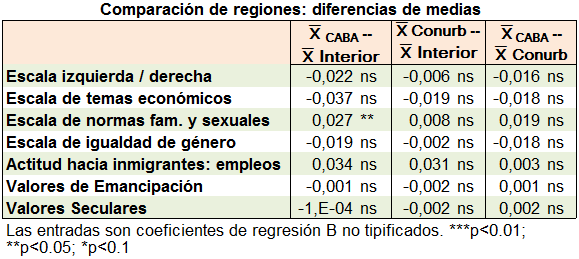 Comparación de regiones: diferencias de medias
X̅ CABA -- X̅ Interior X̅ Conurb -- X̅ Interior X̅ CABA -- X̅ Conurb
Escala izquierda / derecha -0,022 ns -0,006 ns -0,016 ns
Escala de temas económicos -0,037 ns -0,019 ns -0,018 ns
Escala de normas fam. y sexuales 0,027 ** 0,008 ns 0,019 ns
Escala de igualdad de género -0,019 ns -0,002 ns -0,018 ns
Actitud hacia inmigrantes: empleos 0,034 ns 0,031 ns 0,003 ns
Valores de Emancipación -0,001 ns -0,002 ns 0,001 ns
Valores Seculares -1,E-04 ns -0,002 ns 0,002 ns
Las entradas son coeficientes de regresión B no tipificados. ***p<0.01;
**p<0.05; *p<0.1